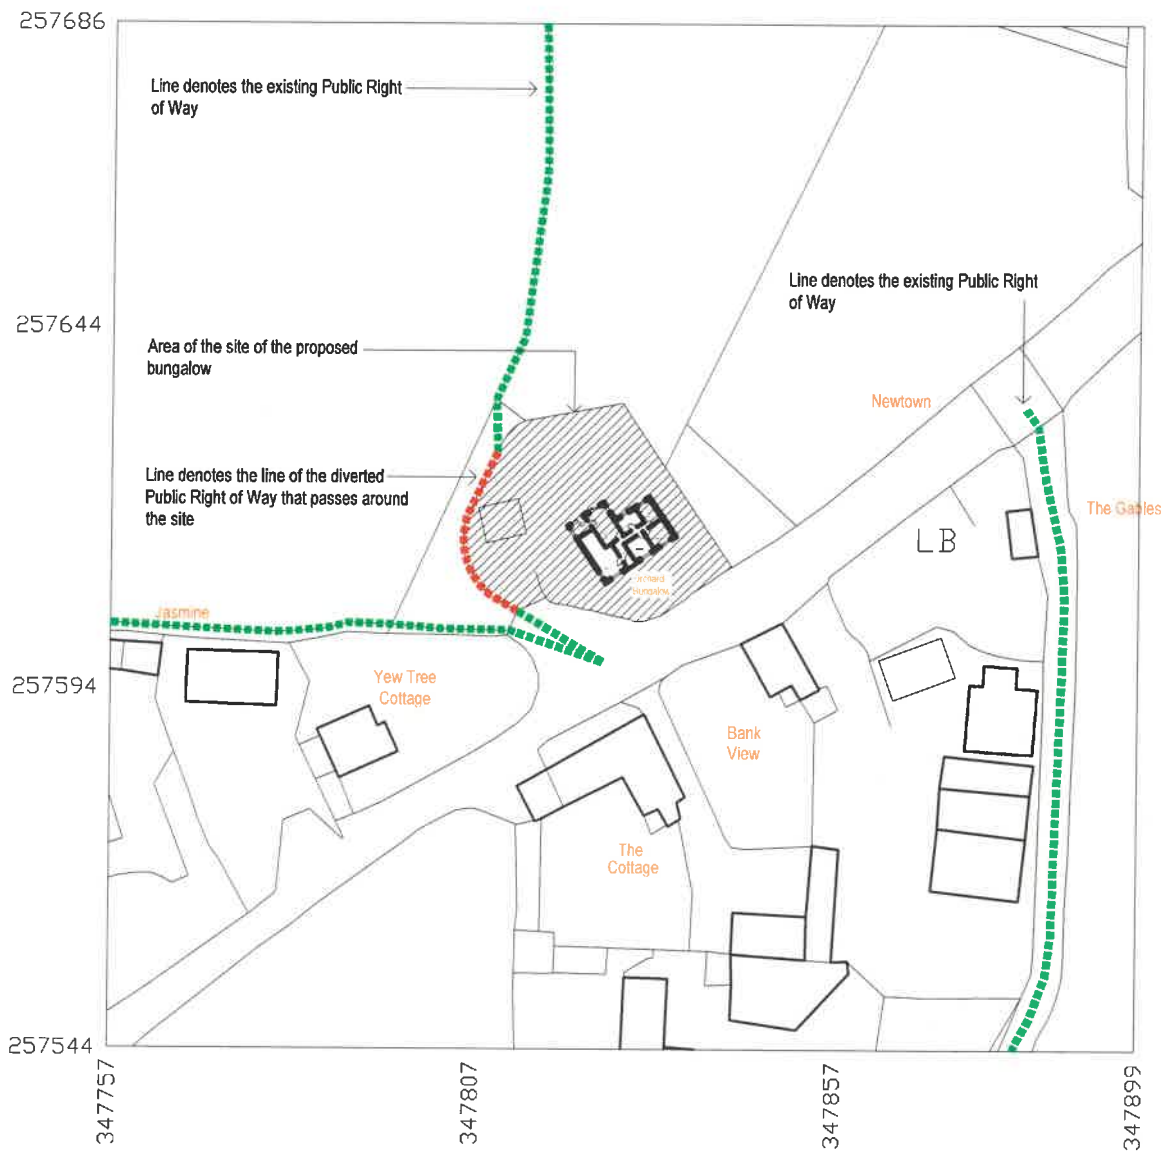 257686
Line denotes the existing Public Right
of Way
Line denotes the existing Public Right
of Way
257644
Area of the site of the proposed
bungalow
Newtown
Line denotes the line of the diverted
Public Right of Way that passes around
the site
The Gables
LB
Orchard
Bungalow
Jasmine
257594
Yew Tree
Cottage
Bank
View
The
Cottage
257544
347757
347807
347857
347899